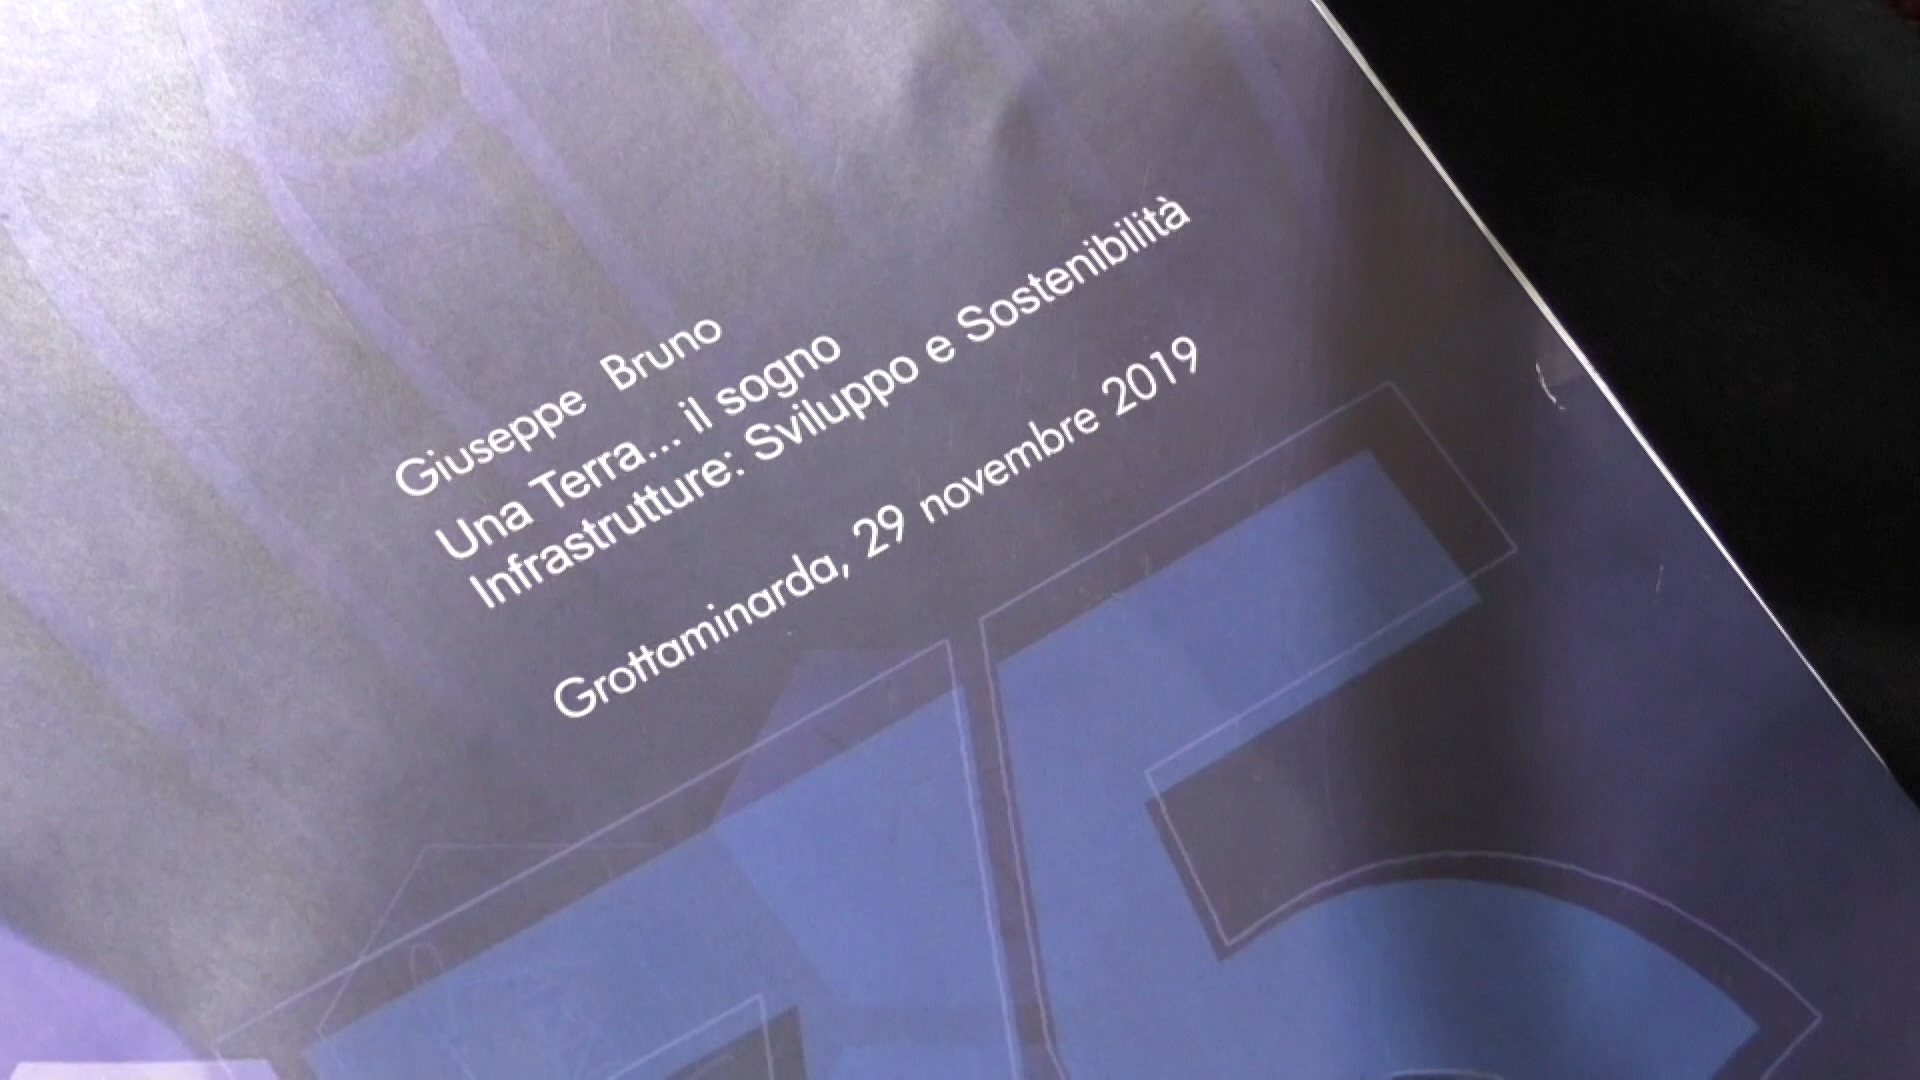 Giuseppe Bruno
Una Terra... il sogno
Infrastrutture: Sviluppo e Sostenibilità
Grottaminarda, 29 novembre 2019